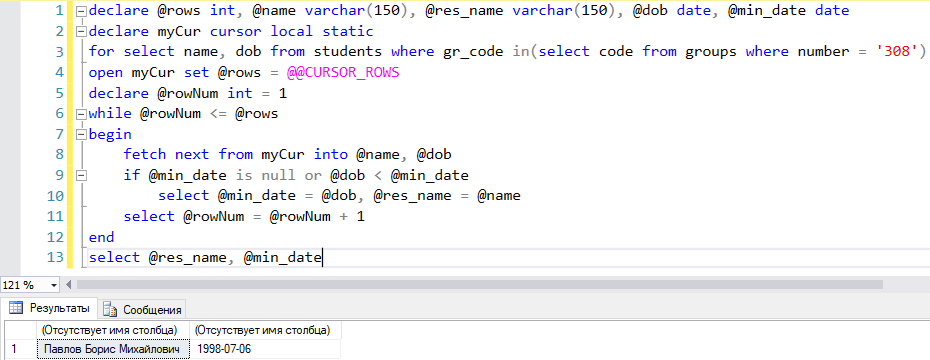 1 declare @rows int, @name varchar(150), @res_name varchar(150), @dob date, @min_date date
2 declare myCur cursor local static
3 for select name, dob from students where gr_code in(select code from groups where number = '308')
4 open myCur set @rows = @@CURSOR_ROWS
5 declare @rowNum int = 1
6 while @rowNum <= @rows
7 begin
8 fetch next from myCur into @name, @dob
9 if @min_date is null or @dob < @min_date
10 select @min_date = @dob, @res_name = @name
11 select @rowNum = @rowNum + 1
12 end
13 select @res_name, @min_date
121 %
Результаты Сообщения
(Отсутствует имя столбца) (Отсутствует имя столбца)
1 Павлов Борис Михайлович 1998-07-06